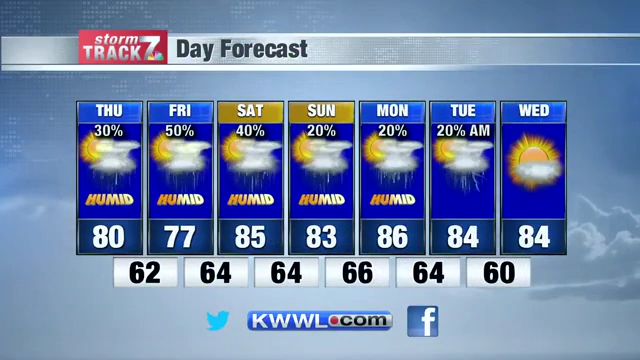 storm
TRACK 7 Day Forecast
THU FRI SAT SUN MON TUE WED
30% 50% 40% 20% 20% 20% AM
HUMID HUMID HUMID HUMID HUMID
80 77 85 83 86 84 84
62 64 64 66 64 60
KWWL.com f